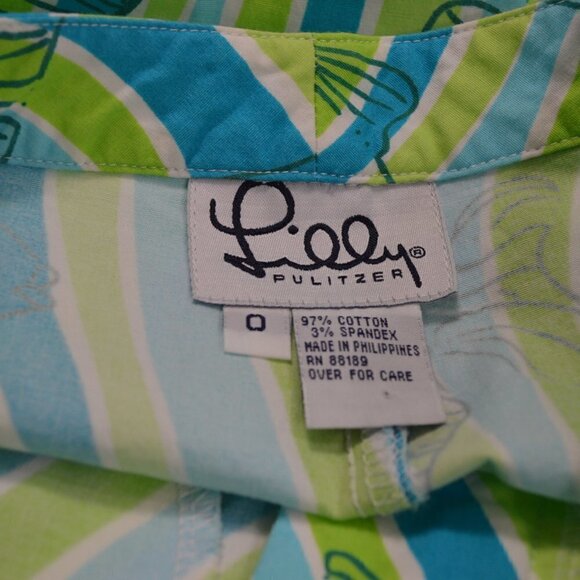 Lilly®
PULITZER
0
97% COTTON
3% SPANDEX
MADE IN PHILIPPINES
RN 88189
OVER FOR CARE